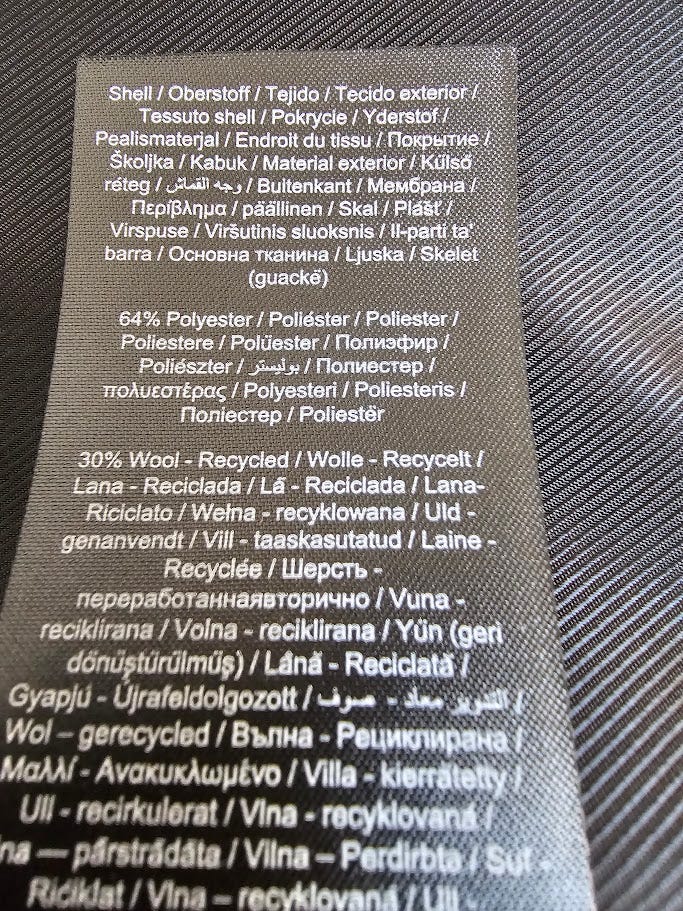 Shell / Oberstoff / Tejido / Tecido exterior /
Tessuto shell / Pokrycie / Yderstof /
Pealismaterjal / Endroit du tissu / Покрытие /
Školjka / Kabuk / Material exterior / Külső
réteg / وجه القماش / Buitenkant / Мембрана /
Περίβλημα / päällinen / Skal / Plášť /
Virspuse / Viršutinis sluoksnis / Il-parti ta'
barra / Основна тканина / Ljuska / Skelet
(guackë)
64% Polyester / Poliéster / Poliester /
Poliestere / Polüester / Полиэфир /
Poliészter / بوليستر / Полиестер /
πολυεστέρας / Polyesteri / Poliesteris /
Поліестер / Poliestër
30% Wool - Recycled / Wolle - Recycelt /
Lana - Reciclada / Lã - Reciclada / Lana-
Riciclato / Wełna - recyklowana / Uld -
genanvendt / Vill - taaskasutatud / Laine -
Recyclée / Шерсть -
переработаннаявторично / Vuna -
reciklirana / Volna - reciklirana / Yün (geri
dönüştürülmüş) / Lână - Reciclată /
Gyapjú - Újrafeldolgozott / صوف - معاد التدوير /
Wol – gerecycled / Вълна - Рециклирана /
Μαλλί - Ανακυκλωμένο / Villa - kierrätetty /
Ull - recirkulerat / Vlna - recyklovaná /
– pārstrādāta / Vilna – Perdirbta / Suf -
Riċiklat / Vlna – recyklovaná / Ull -